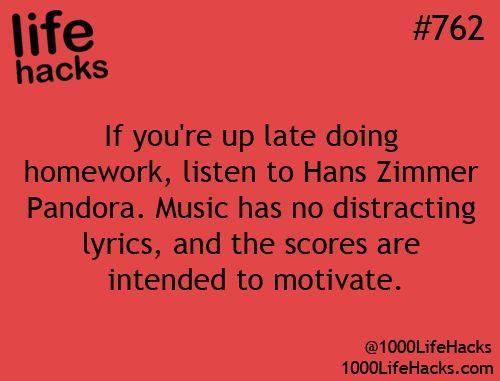 life
hacks
#762
If you're up late doing
homework, listen to Hans Zimmer
Pandora. Music has no distracting
lyrics, and the scores are
intended to motivate.
@1000LifeHacks
1000LifeHacks.com